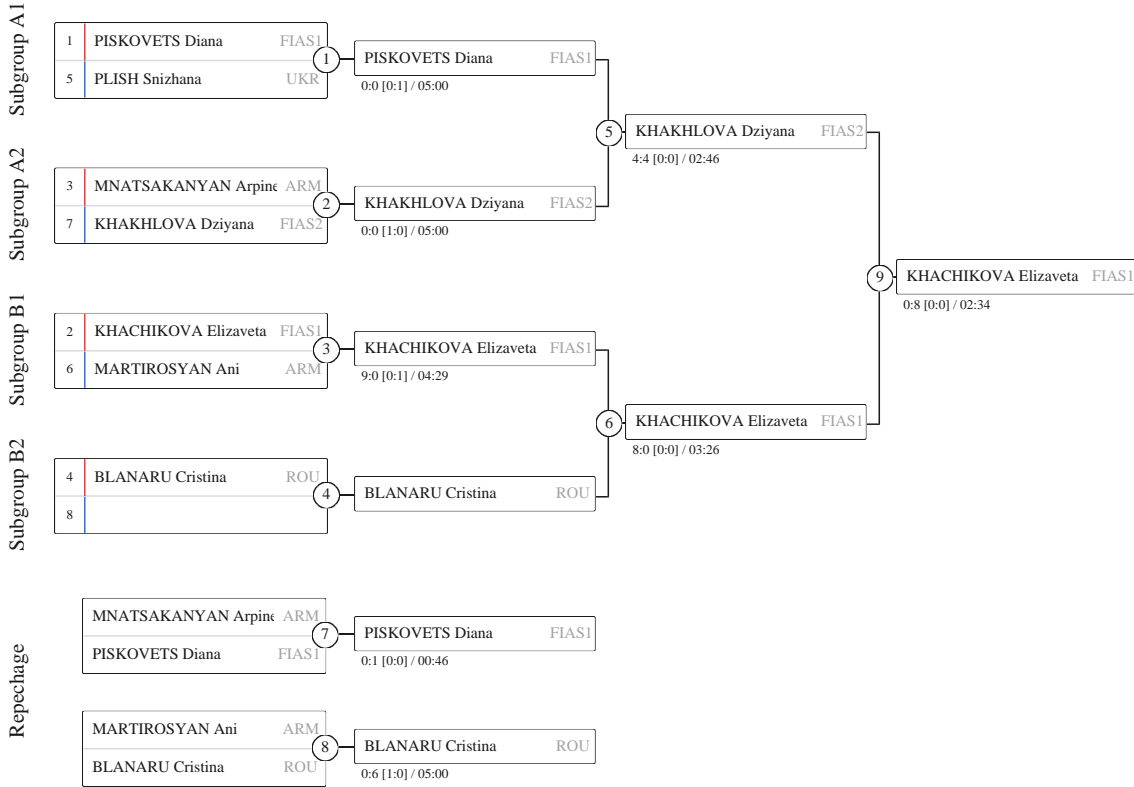 Subgroup A1
1 PISKOVETS Diana FIAS1
5 PLISH Snizhana UKR
1
PISKOVETS Diana FIAS1
0:0 [0:1] / 05:00
Subgroup A2
3 MNATSAKANYAN Arpine ARM
7 KHAKHLOVA Dziyana FIAS2
2
KHAKHLOVA Dziyana FIAS2
0:0 [1:0] / 05:00
5
KHAKHLOVA Dziyana FIAS2
4:4 [0:0] / 02:46
Subgroup B1
2 KHACHIKOVA Elizaveta FIAS1
6 MARTIROSYAN Ani ARM
3
KHACHIKOVA Elizaveta FIAS1
9:0 [0:1] / 04:29
Subgroup B2
4 BLANARU Cristina ROU
8
4
BLANARU Cristina ROU
6
KHACHIKOVA Elizaveta FIAS1
8:0 [0:0] / 03:26
9
KHACHIKOVA Elizaveta FIAS1
0:8 [0:0] / 02:34
Repechage
MNATSAKANYAN Arpine ARM
PISKOVETS Diana FIAS1
7
PISKOVETS Diana FIAS1
0:1 [0:0] / 00:46
MARTIROSYAN Ani ARM
BLANARU Cristina ROU
8
BLANARU Cristina ROU
0:6 [1:0] / 05:00